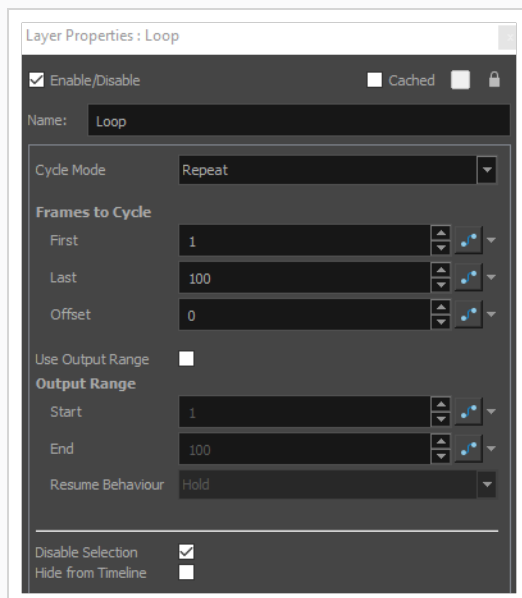 Layer Properties : Loop
Enable/Disable Cached
Name: Loop
Cycle Mode Repeat
Frames to Cycle
First 1
Last 100
Offset 0
Use Output Range
Output Range
Start 1
End 100
Resume Behaviour Hold
Disable Selection
Hide from Timeline